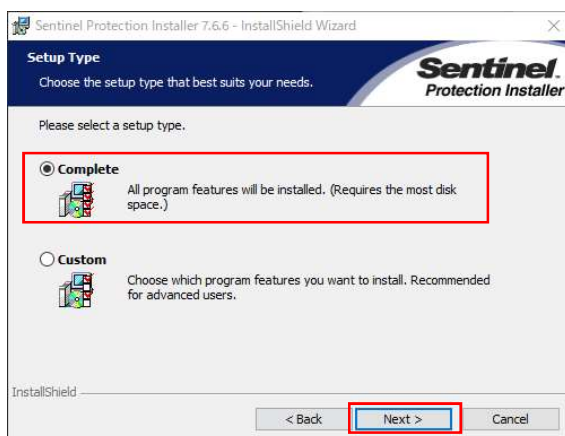 Sentinel Protection Installer 7.6.6 - InstallShield Wizard
Setup Type
Choose the setup type that best suits your needs.
Sentinel.
Protection Installer
Please select a setup type.
Complete
All program features will be installed. (Requires the most disk
space.)
Custom
Choose which program features you want to install. Recommended
for advanced users.
InstallShield
< Back
Next >
Cancel